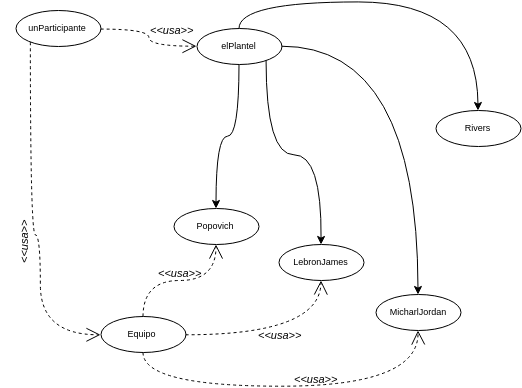 unParticipante
<<usa>>
elPlantel
Rivers
Popovich
<<usa>>
LebronJames
<<usa>>
MicharlJordan
Equipo
<<usa>>
<<usa>>